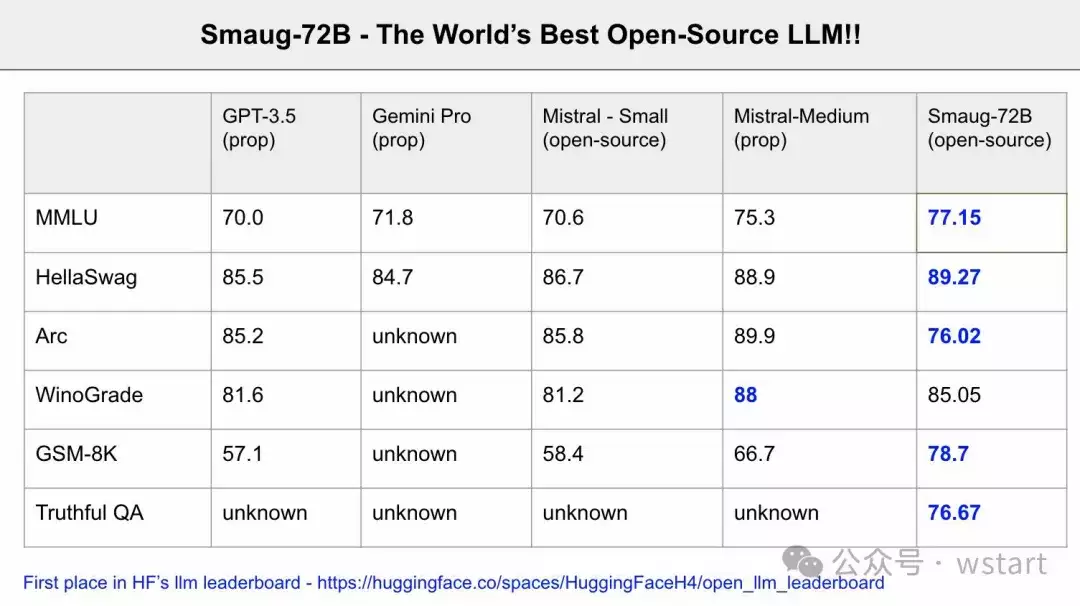 Smaug-72B - The World's Best Open-Source LLM!!
GPT-3.5 Gemini Pro Mistral - Small Mistral-Medium Smaug-72B
(prop) (prop) (open-source) (prop) (open-source)
MMLU 70.0 71.8 70.6 75.3 77.15
HellaSwag 85.5 84.7 86.7 88.9 89.27
Arc 85.2 unknown 85.8 89.9 76.02
WinoGrade 81.6 unknown 81.2 88 85.05
GSM-8K 57.1 unknown 58.4 66.7 78.7
Truthful QA unknown unknown unknown unknown 76.67
First place in HF's llm leaderboard - https://huggingface.co/spaces/HuggingFaceH4/open_llm_leaderboard
公众号 · wstart